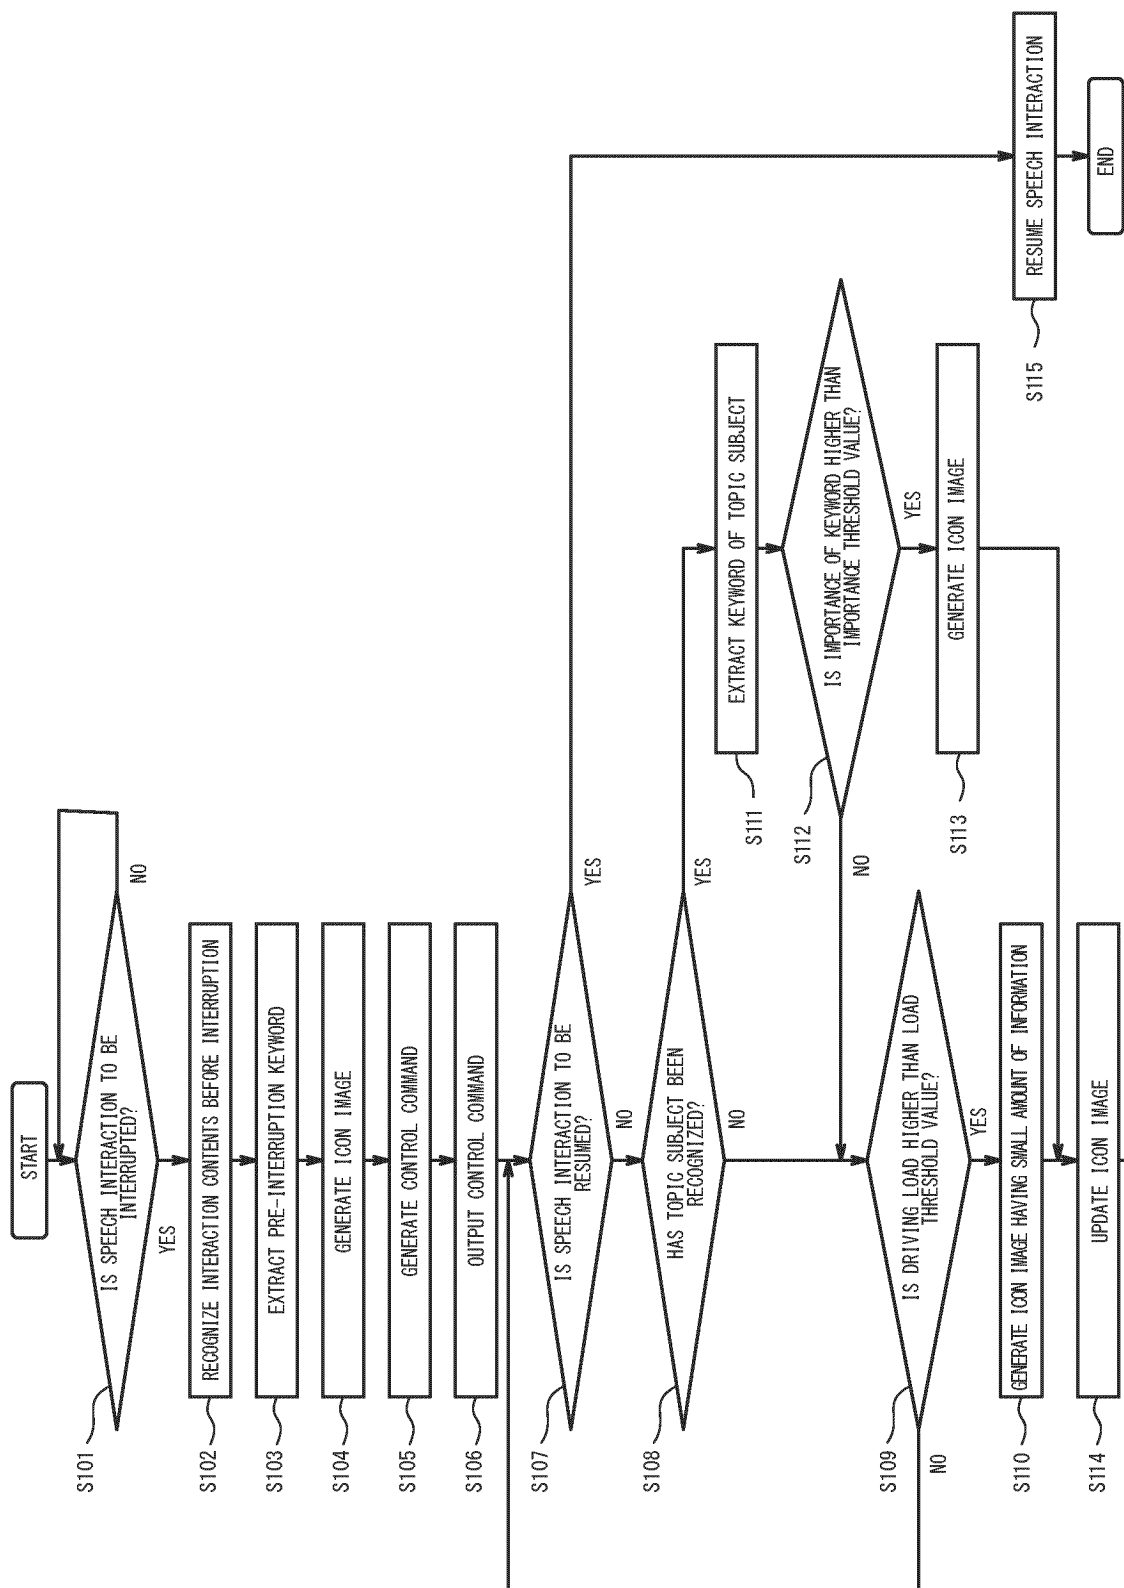 START
S101
IS SPEECH INTERACTION TO BE
INTERRUPTED?
NO
YES
S102
RECOGNIZE INTERACTION CONTENTS BEFORE INTERRUPTION
S103
EXTRACT PRE-INTERRUPTION KEYWORD
S104
GENERATE ICON IMAGE
S105
GENERATE CONTROL COMMAND
S106
OUTPUT CONTROL COMMAND
S107
IS SPEECH INTERACTION TO BE
RESUMED?
YES
NO
S108
HAS TOPIC SUBJECT BEEN
RECOGNIZED?
YES
NO
S111
EXTRACT KEYWORD OF TOPIC SUBJECT
S112
IS IMPORTANCE OF KEYWORD HIGHER THAN
IMPORTANCE THRESHOLD VALUE?
NO
YES
S109
IS DRIVING LOAD HIGHER THAN LOAD
THRESHOLD VALUE?
NO
YES
S113
GENERATE ICON IMAGE
S110
GENERATE ICON IMAGE HAVING SMALL AMOUNT OF INFORMATION
S114
UPDATE ICON IMAGE
S115
RESUME SPEECH INTERACTION
END